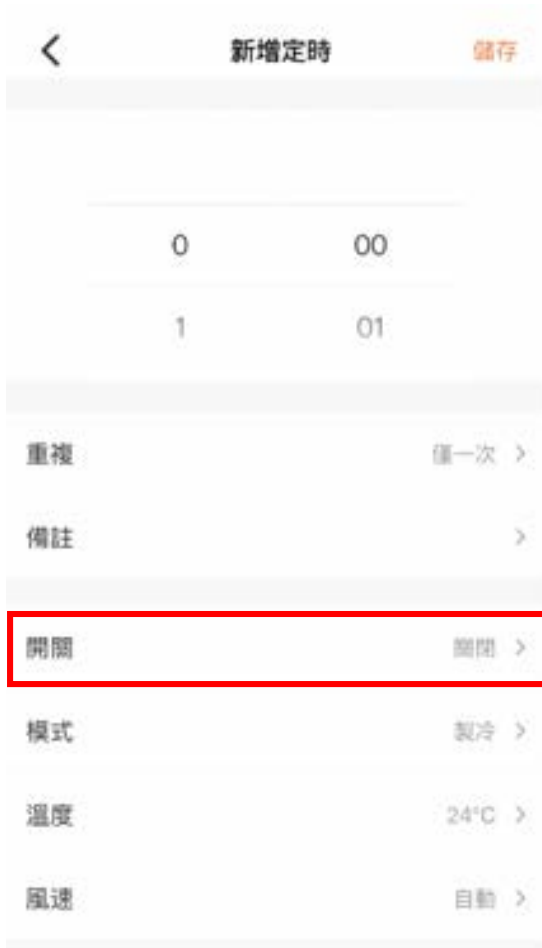 新增定時 儲存
0 00
1 01
重複 僅一次
備註
開關 關閉
模式 製冷
溫度 24°C
風速 自動